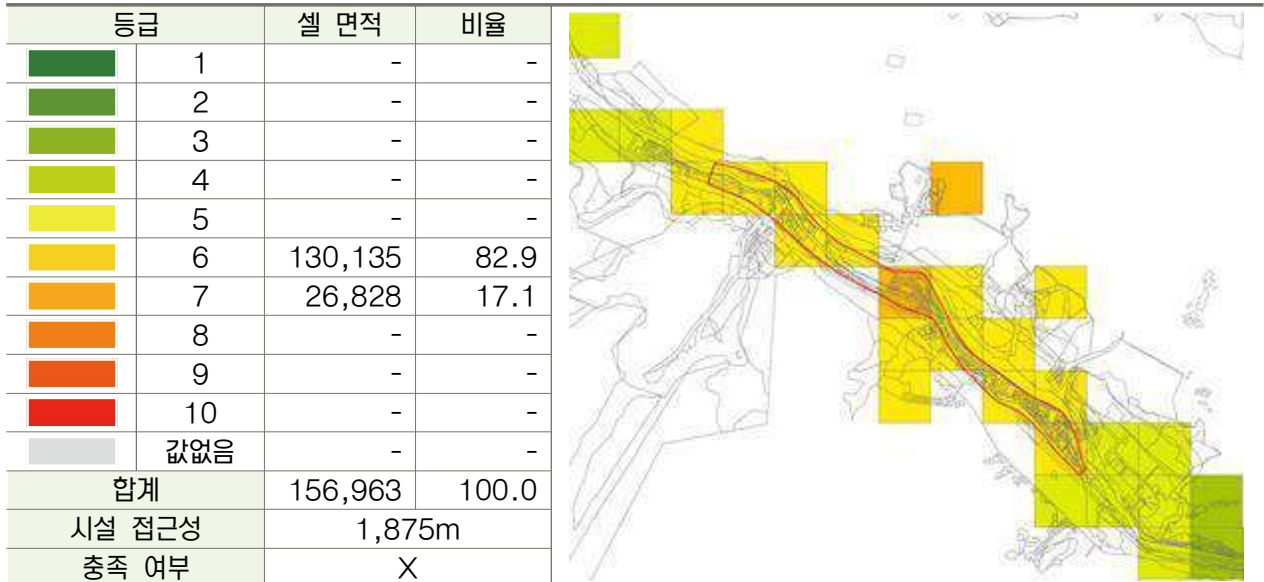 등급 셀 면적 비율
1 - -
2 - -
3 - -
4 - -
5 - -
6 130,135 82.9
7 26,828 17.1
8 - -
9 - -
10 - -
값없음 - -
합계 156,963 100.0
시설 접근성 1,875m
충족 여부 X